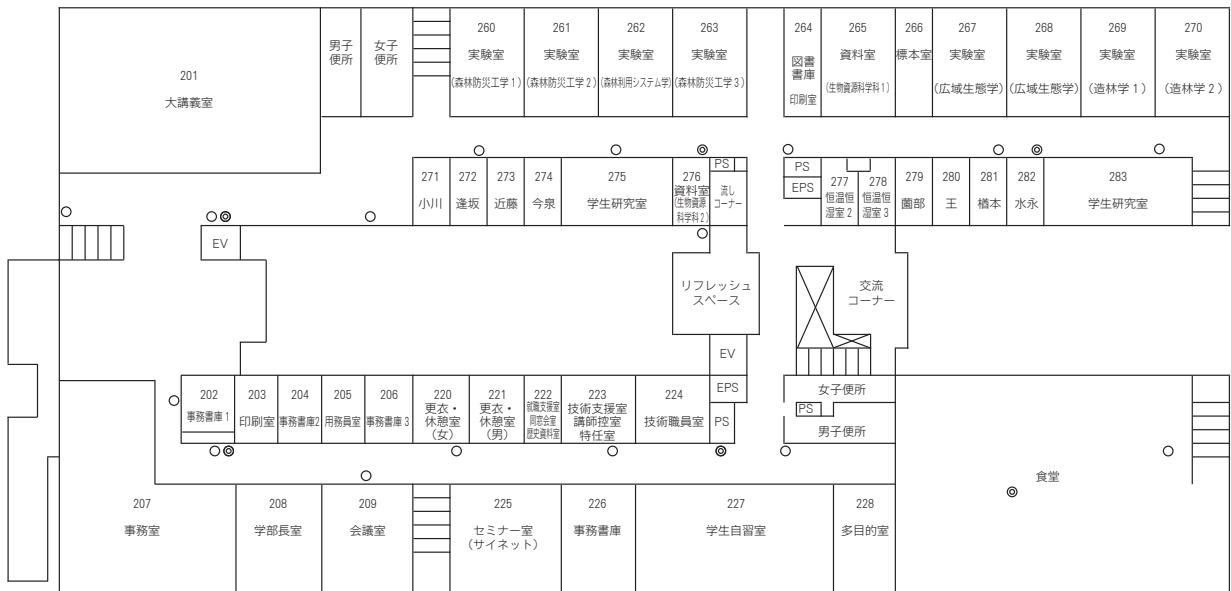 201
大講義室
男子
便所
女子
便所
260
実験室
(森林防災工学1)
261
実験室
(森林防災工学2)
262
実験室
(森林利用システム学)
263
実験室
(森林防災工学3)
264
図書
書庫
印刷室
265
資料室
(生物資源科学科1)
266
標本室
267
実験室
(広域生態学)
268
実験室
(広域生態学)
269
実験室
(造林学1)
270
実験室
(造林学2)
271
小川
272
逢坂
273
近藤
274
今泉
275
学生研究室
276
資料室
(生物資源
科学科2)
PS
流し
コーナー
PS
EPS
277
恒温恒
湿室2
278
恒温恒
湿室3
279
薗部
280
王
281
楢本
282
水永
283
学生研究室
EV
リフレッシュ
スペース
交流
コーナー
EV
202
事務書庫1
203
印刷室
204
事務書庫2
205
用務員室
206
事務書庫3
220
更衣・
休憩室
(女)
221
更衣・
休憩室
(男)
222
就職支援室
同窓会室
歴史資料室
223
技術支援室
講師控室
特任室
224
技術職員室
EPS
PS
女子便所
PS
男子便所
207
事務室
208
学部長室
209
会議室
225
セミナー室
(サイネット)
226
事務書庫
227
学生自習室
228
多目的室
食堂